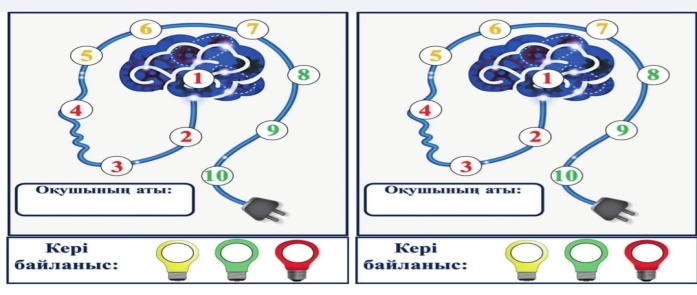 6 7
5
8
1
4
2 9
3
10
Оқушының аты:
Кері
байланыс:
6 7
5
8
1
4
2 9
3
10
Оқушының аты:
Кері
байланыс: